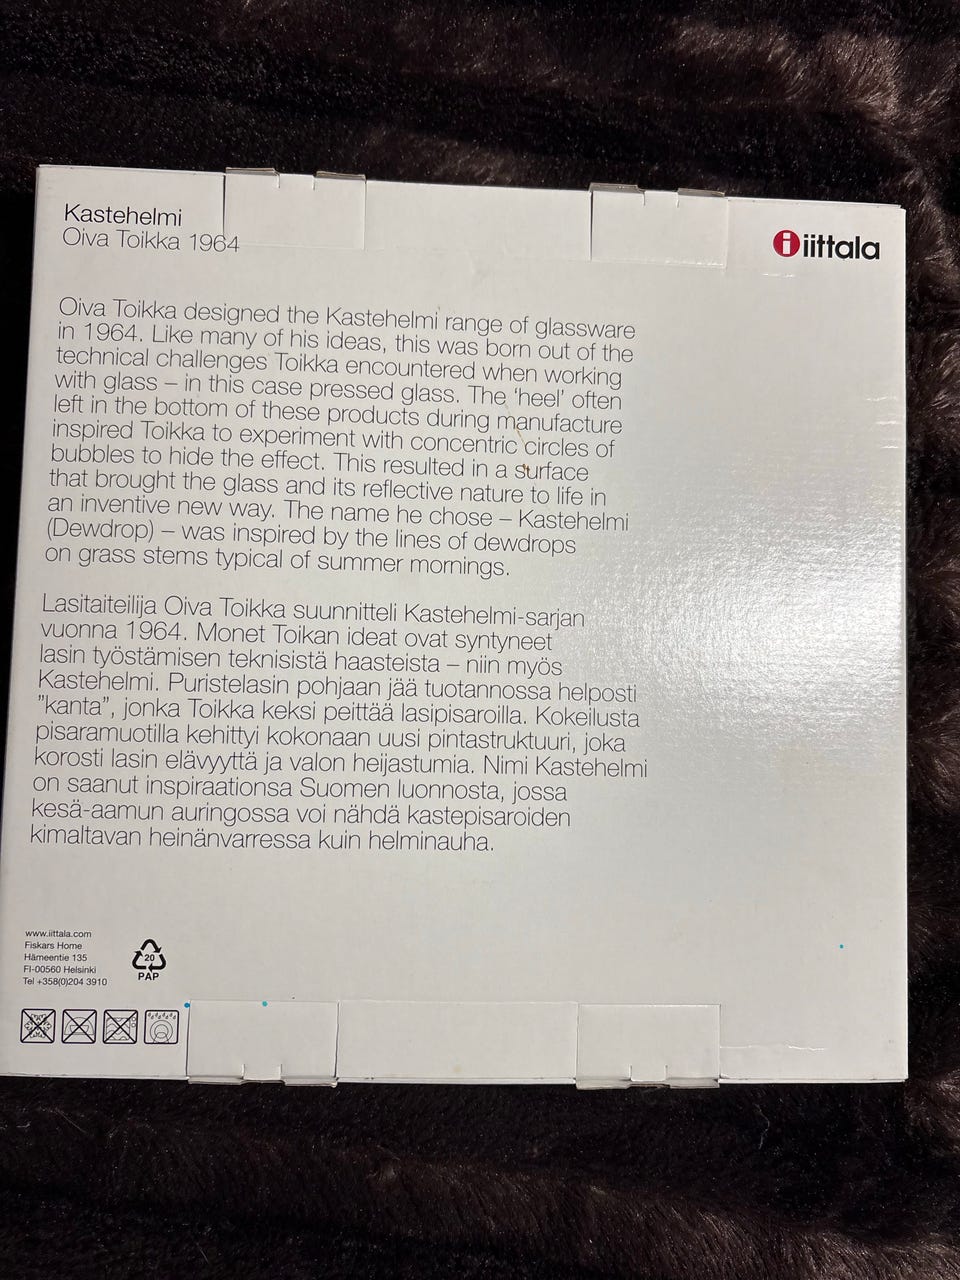 Kastehelmi
Oiva Toikka 1964
iittala
Oiva Toikka designed the Kastehelmi range of glassware
in 1964. Like many of his ideas, this was born out of the
technical challenges Toikka encountered when working
with glass – in this case pressed glass. The ‘heel’ often
left in the bottom of these products during manufacture
inspired Toikka to experiment with concentric circles of
bubbles to hide the effect. This resulted in a surface
that brought the glass and its reflective nature to life in
an inventive new way. The name he chose – Kastehelmi
(Dewdrop) – was inspired by the lines of dewdrops
on grass stems typical of summer mornings.
Lasitaiteilija Oiva Toikka suunnitteli Kastehelmi-sarjan
vuonna 1964. Monet Toikan ideat ovat syntyneet
lasin työstämisen teknisistä haasteista – niin myös
Kastehelmi. Puristelasin pohjaan jää tuotannossa helposti
”kanta”, jonka Toikka keksi peittää lasipisaroilla. Kokeilusta
pisaramuotilla kehittyi kokonaan uusi pintastruktuuri, joka
korosti lasin elävyyttä ja valon heijastumia. Nimi Kastehelmi
on saanut inspiraationsa Suomen luonnosta, jossa
kesä-aamun auringossa voi nähdä kastepisaroiden
kimaltavan heinänvarressa kuin helminauha.
www.iittala.com
Fiskars Home
Hämeentie 135
FI-00560 Helsinki
Tel +358(0)204 3910
20
PAP